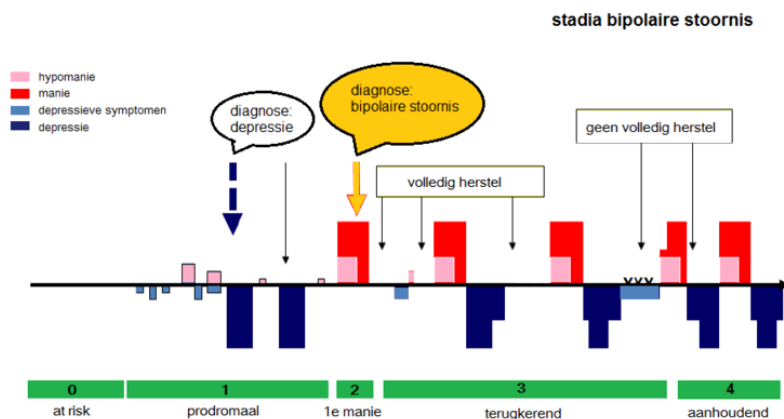 stadia bipolaire stoornis
hypomanie
manie
depressieve symptomen
depressie
diagnose:
depressie
diagnose:
bipolaire stoornis
volledig herstel
geen volledig herstel
0
1
2
3
4
at risk
prodromaal
1e manie
terugkerend
aanhoudend